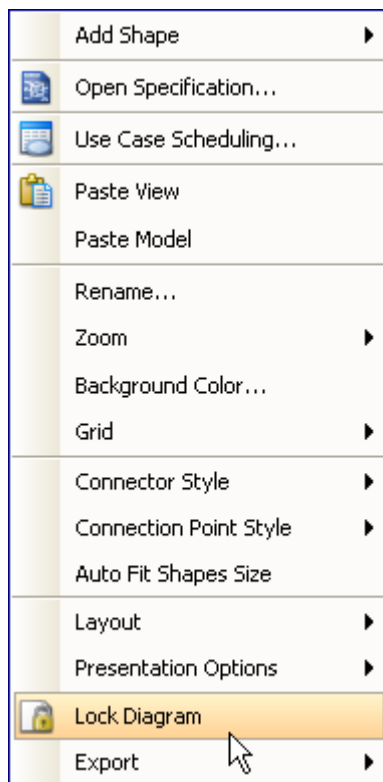 Add Shape
Open Specification...
Use Case Scheduling...
Paste View
Paste Model
Rename...
Zoom
Background Color...
Grid
Connector Style
Connection Point Style
Auto Fit Shapes Size
Layout
Presentation Options
Lock Diagram
Export